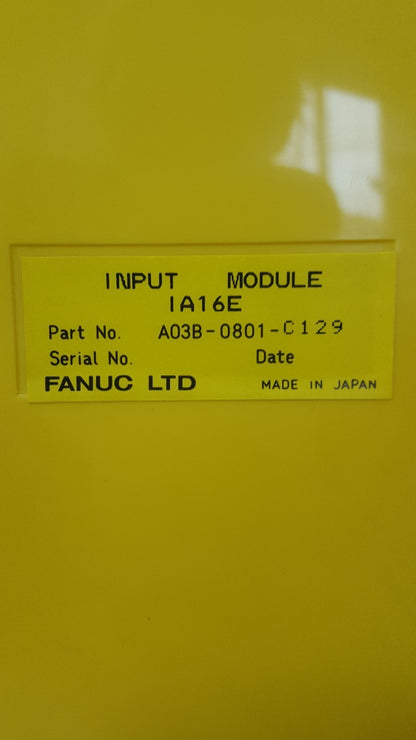 INPUT MODULE
IA16E
Part No. A03B-0801-C129
Serial No. Date
FANUC LTD MADE IN JAPAN